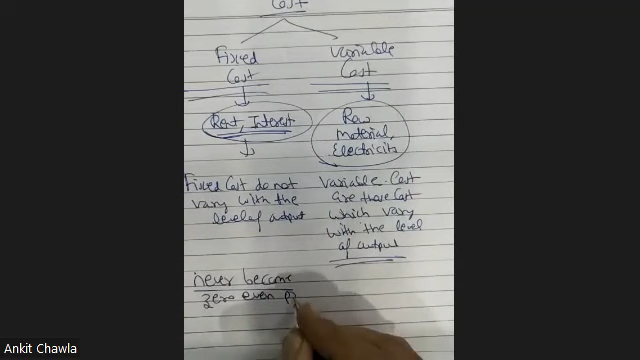 Cost
Fixed
Cost
Variable
Cost
Rent, Interest
Raw
Material,
Electricity
Fixed Cost do not
vary with the
level of output
Variable Cost
are those Cost
which vary
with the level
of output
never become
zero even
Ankit Chawla